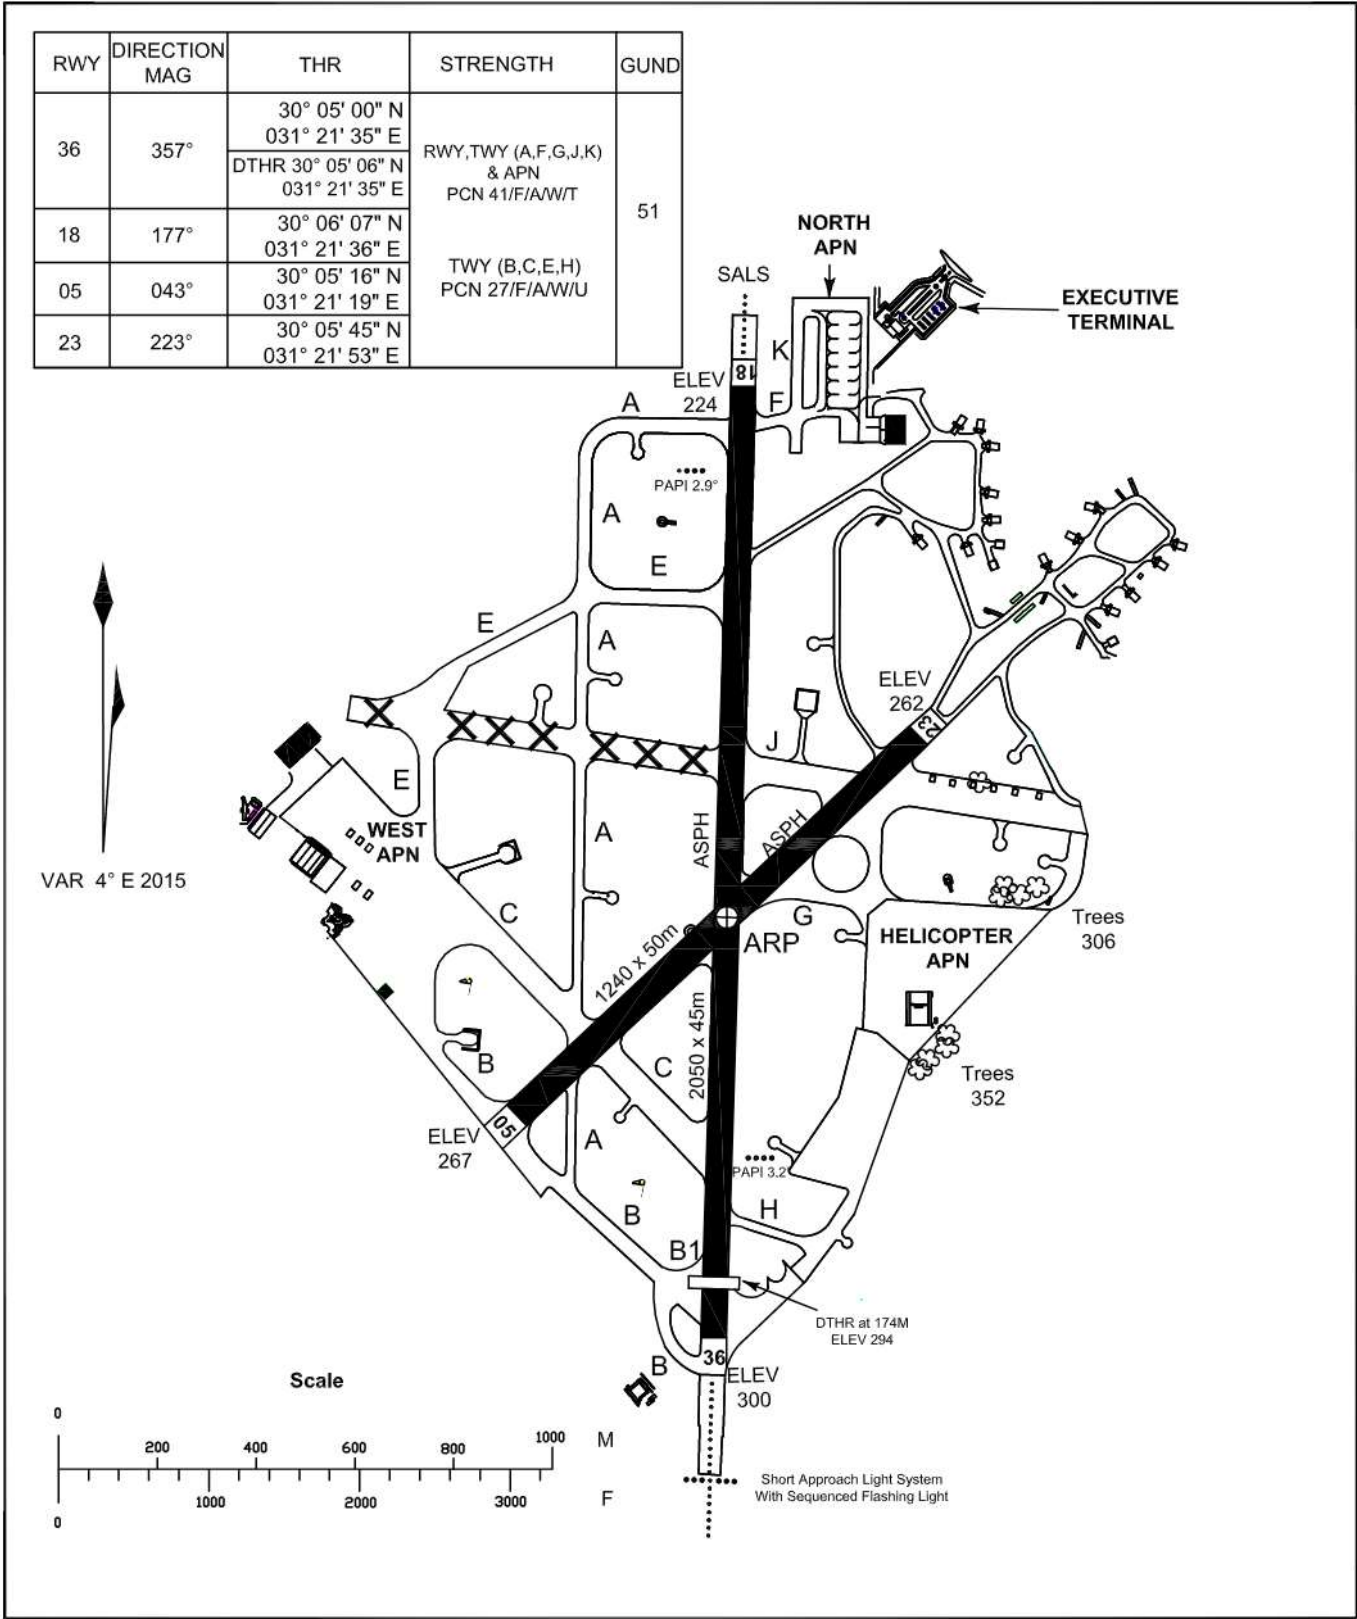 RWY
DIRECTION
MAG
THR
STRENGTH
GUND
36
357°
30° 05' 00" N
031° 21' 35" E
DTHR 30° 05' 06" N
031° 21' 35" E
18
177°
30° 06' 07" N
031° 21' 36" E
05
043°
30° 05' 16" N
031° 21' 19" E
23
223°
30° 05' 45" N
031° 21' 53" E
RWY,TWY (A,F,G,J,K)
& APN
PCN 41/F/A/W/T
TWY (B,C,E,H)
PCN 27/F/A/W/U
51
NORTH
APN
SALS
EXECUTIVE
TERMINAL
K
18
ELEV
224
A
F
PAPI 2.9°
A
E
E
A
ELEV
262
23
J
E
WEST
APN
A
ASPH
ASPH
VAR 4° E 2015
C
G
ARP
HELICOPTER
APN
Trees
306
1240 x 50m
2050 x 45m
B
C
Trees
352
05
ELEV
267
A
PAPI 3.2°
B
H
B1
DTHR at 174M
ELEV 294
36
B
ELEV
300
Scale
0
200
400
600
800
1000
M
1000
2000
3000
F
0
Short Approach Light System
With Sequenced Flashing Light